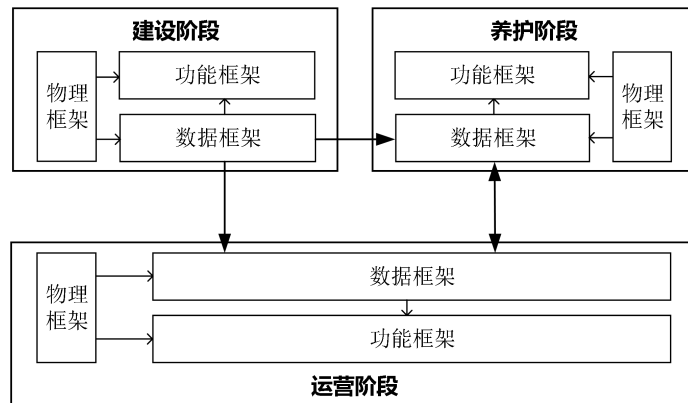 建设阶段
物理
框架
功能框架
数据框架
养护阶段
功能框架
数据框架
物理
框架
物理
框架
数据框架
功能框架
运营阶段